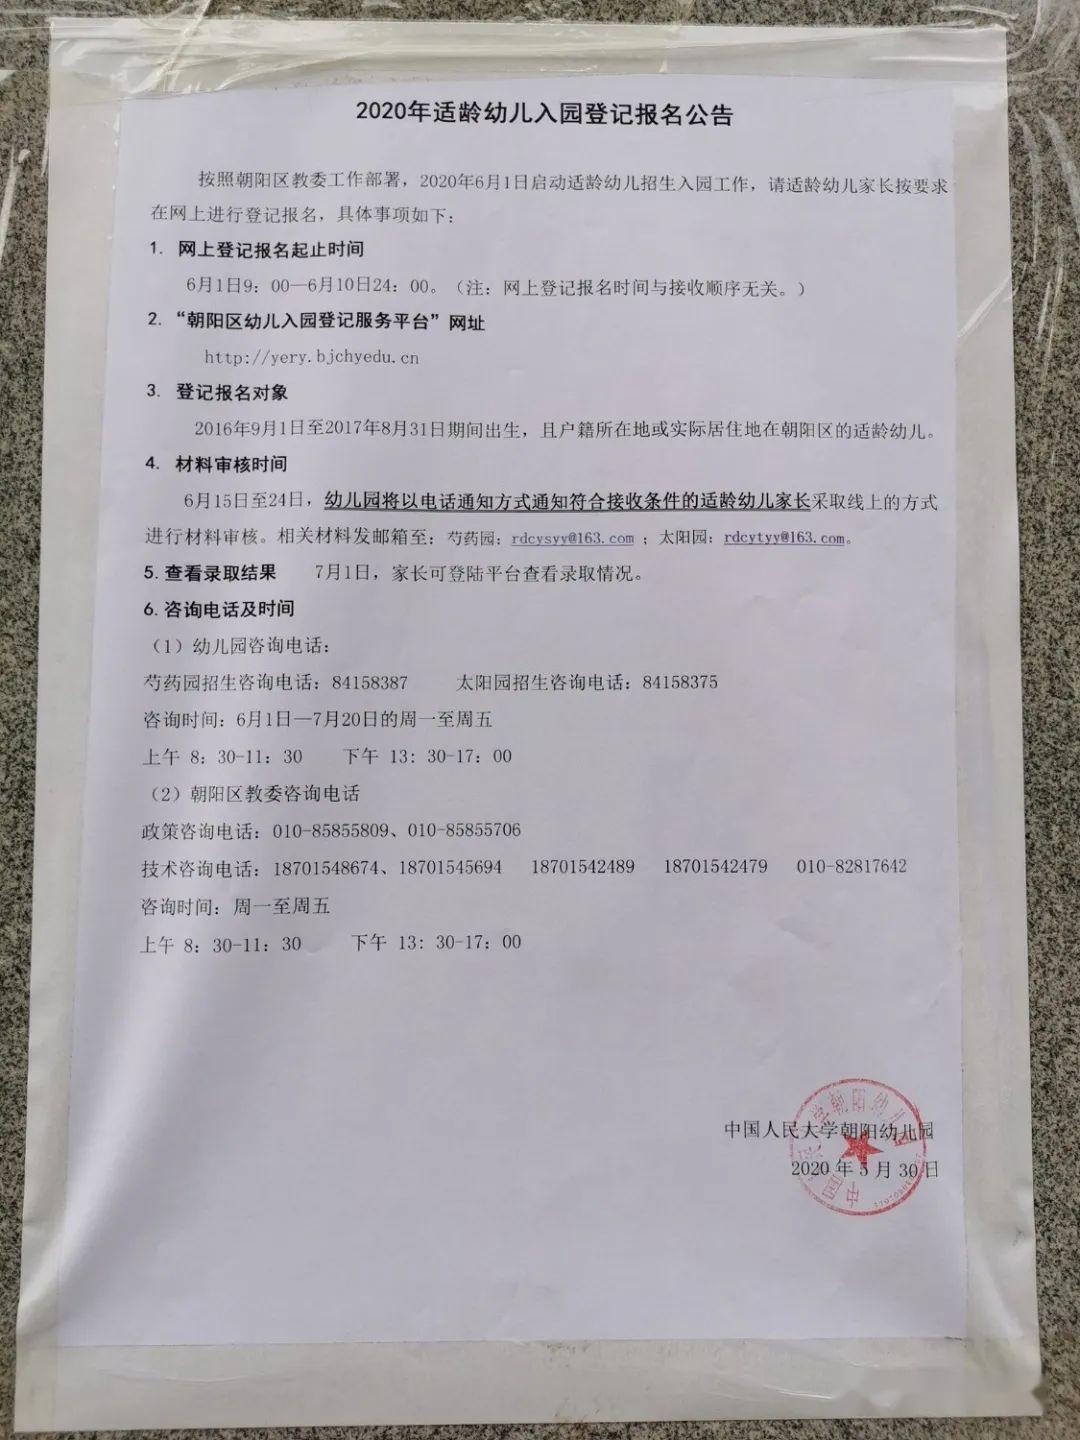 2020年适龄幼儿入园登记报名公告
按照朝阳区教委工作部署，2020年6月1日启动适龄幼儿招生入园工作，请适龄幼儿家长按要求
在网上进行登记报名，具体事项如下：
1. 网上登记报名起止时间
6月1日9：00—6月10日24：00。（注：网上登记报名时间与接收顺序无关。）
2. “朝阳区幼儿入园登记服务平台”网址
http://yery.bjchyedu.cn
3. 登记报名对象
2016年9月1日至2017年8月31日期间出生，且户籍所在地或实际居住地在朝阳区的适龄幼儿。
4. 材料审核时间
6月15日至24日，幼儿园将以电话通知方式通知符合接收条件的适龄幼儿家长采取线上的方式
进行材料审核。相关材料发邮箱至：芍药园：rdcysyy@163.com ；太阳园：rdcytyy@163.com。
5. 查看录取结果 7月1日，家长可登陆平台查看录取情况。
6. 咨询电话及时间
（1）幼儿园咨询电话：
芍药园招生咨询电话：84158387 太阳园招生咨询电话：84158375
咨询时间：6月1日—7月20日的周一至周五
上午 8：30-11：30 下午 13：30-17：00
（2）朝阳区教委咨询电话
政策咨询电话：010-85855809、010-85855706
技术咨询电话：18701548674、18701545694 18701542489 18701542479 010-82817642
咨询时间：周一至周五
上午 8：30-11：30 下午 13：30-17：00
中国人民大学朝阳幼儿园
2020 年 5 月 30 日